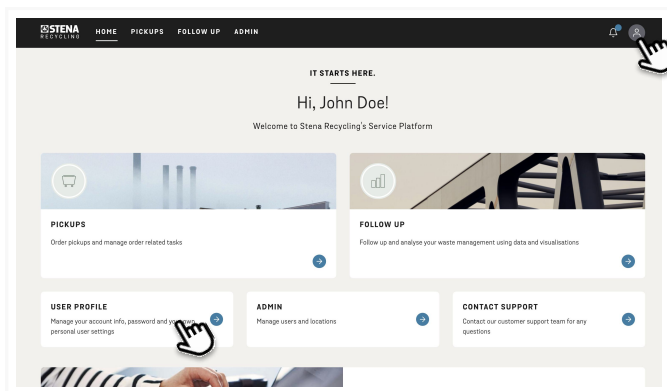 STENA
RECYCLING
HOME PICKUPS FOLLOW UP ADMIN
IT STARTS HERE.
Hi, John Doe!
Welcome to Stena Recycling's Service Platform
PICKUPS
Order pickups and manage order related tasks
FOLLOW UP
Follow up and analyse your waste management using data and visualisations
USER PROFILE
Manage your account info, password and your own
personal user settings
ADMIN
Manage users and locations
CONTACT SUPPORT
Contact our customer support team for any
questions